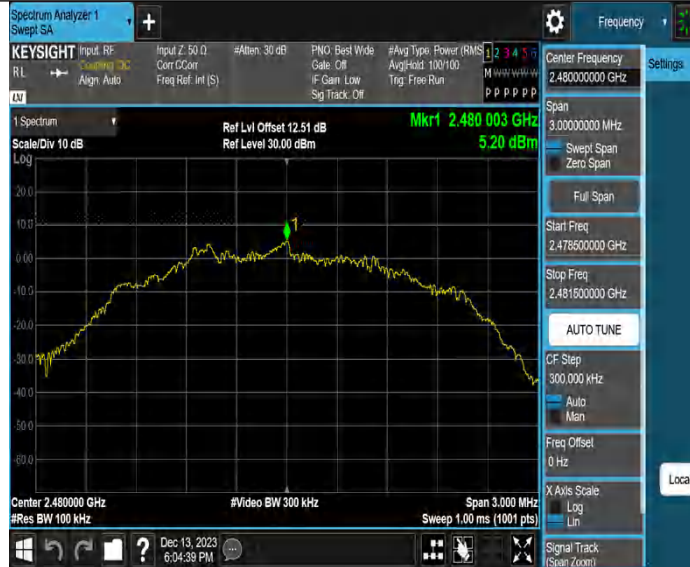 Spectrum Analyzer 1
Swept SA
+
Frequency
KEYSIGHT
Input: RF
Input Z: 50 Ω
#Atten: 30 dB
PNO: Best Wide
#Avg Type: Power (RMS
1 2 3 4 5 6
RL
Coupling: DC
Corr CCorr
Gate: Off
Avg|Hold: 100/100
M W W W W W
Align: Auto
Freq Ref: Int (S)
IF Gain: Low
Trig: Free Run
Sig Track: Off
P P P P P P
LXI
1 Spectrum
Ref Lvl Offset 12.51 dB
Mkr1 2.480 003 GHz
Scale/Div 10 dB
Ref Level 30.00 dBm
5.20 dBm
Log
20.0
10.0
1
0.00
-10.0
-20.0
-30.0
-40.0
-50.0
-60.0
Center 2.480000 GHz
#Video BW 300 kHz
Span 3.000 MHz
#Res BW 100 kHz
Sweep 1.00 ms (1001 pts)
?
Dec 13, 2023
6:04:39 PM
Center Frequency
2.480000000 GHz
Settings
Span
3.00000000 MHz
Swept Span
Zero Span
Full Span
Start Freq
2.478500000 GHz
Stop Freq
2.481500000 GHz
AUTO TUNE
CF Step
300.000 kHz
Auto
Man
Freq Offset
0 Hz
Loca
X Axis Scale
Log
Lin
Signal Track
(Span Zoom)